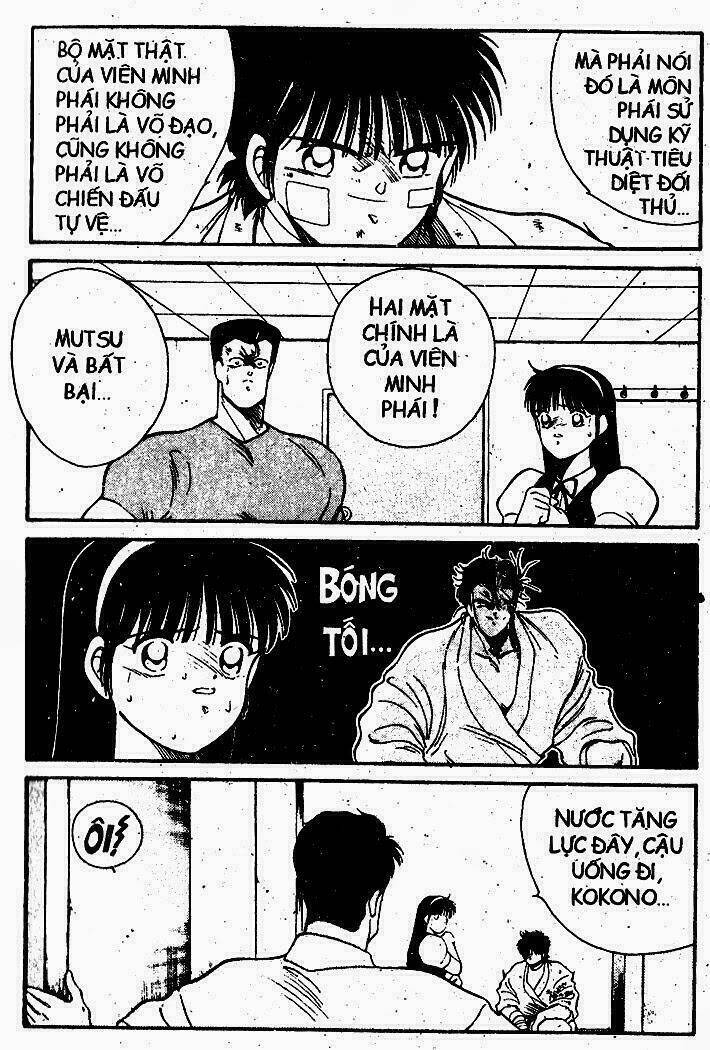 BỘ MẶT THẬT
CỦA VIÊN MINH
PHÁI KHÔNG
PHẢI LÀ VÕ ĐẠO,
CŨNG KHÔNG
PHẢI LÀ VÕ
CHIẾN ĐẤU
TỰ VỆ...
MÀ PHẢI NÓI
ĐÓ LÀ MÔN
PHÁI SỬ
DỤNG KỸ
THUẬT TIÊU
DIỆT ĐỐI
THỦ...
MUTSU
VÀ BẤT
BẠI...
HAI MẶT
CHÍNH LÀ
CỦA VIÊN
MINH
PHÁI!
BÓNG
TỐI...
ÔI!
NƯỚC TĂNG
LỰC ĐÂY, CẬU
UỐNG ĐI,
KOKONO...